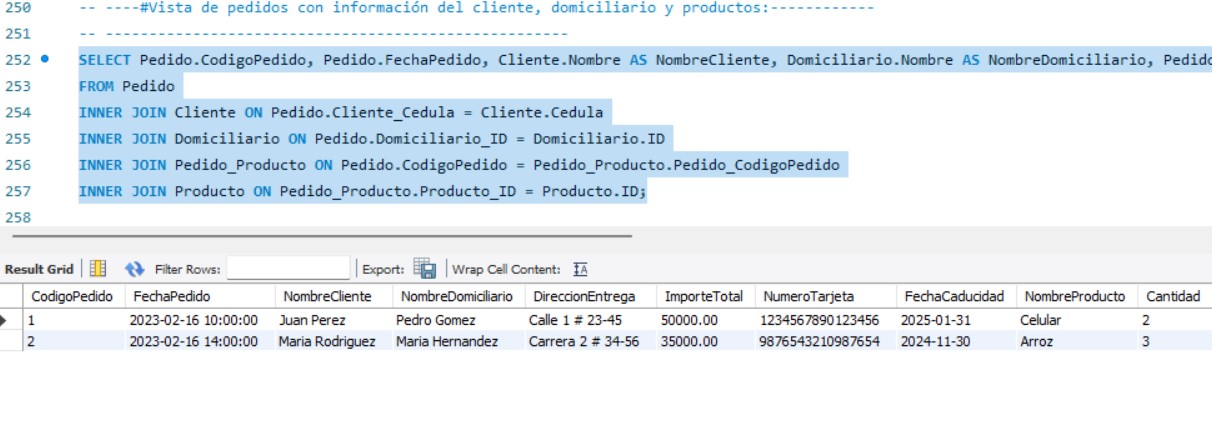 250 -- ----#Vista de pedidos con información del cliente, domiciliario y productos:------------
251 -- --------------------------------------------------
252 SELECT Pedido.CodigoPedido, Pedido.FechaPedido, Cliente.Nombre AS NombreCliente, Domiciliario.Nombre AS NombreDomiciliario, Pedido
253 FROM Pedido
254 INNER JOIN Cliente ON Pedido.Cliente_Cedula = Cliente.Cedula
255 INNER JOIN Domiciliario ON Pedido.Domiciliario_ID = Domiciliario.ID
256 INNER JOIN Pedido_Producto ON Pedido.CodigoPedido = Pedido_Producto.Pedido_CodigoPedido
257 INNER JOIN Producto ON Pedido_Producto.Producto_ID = Producto.ID;
258
Result Grid Filter Rows: Export: Wrap Cell Content: IA
CodigoPedido FechaPedido NombreCliente NombreDomiciliario DireccionEntrega ImporteTotal NumeroTarjeta FechaCaducidad NombreProducto Cantidad
1 2023-02-16 10:00:00 Juan Perez Pedro Gomez Calle 1 # 23-45 50000.00 1234567890123456 2025-01-31 Celular 2
2 2023-02-16 14:00:00 Maria Rodriguez Maria Hernandez Carrera 2 # 34-56 35000.00 9876543210987654 2024-11-30 Arroz 3